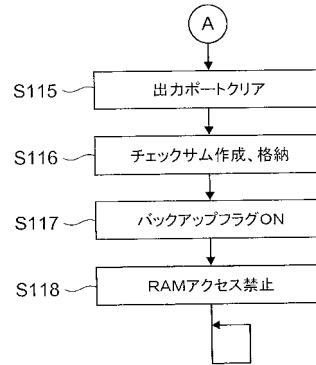 A
S115 出力ポートクリア
S116 チェックサム作成、格納
S117 バックアップフラグON
S118 RAMアクセス禁止